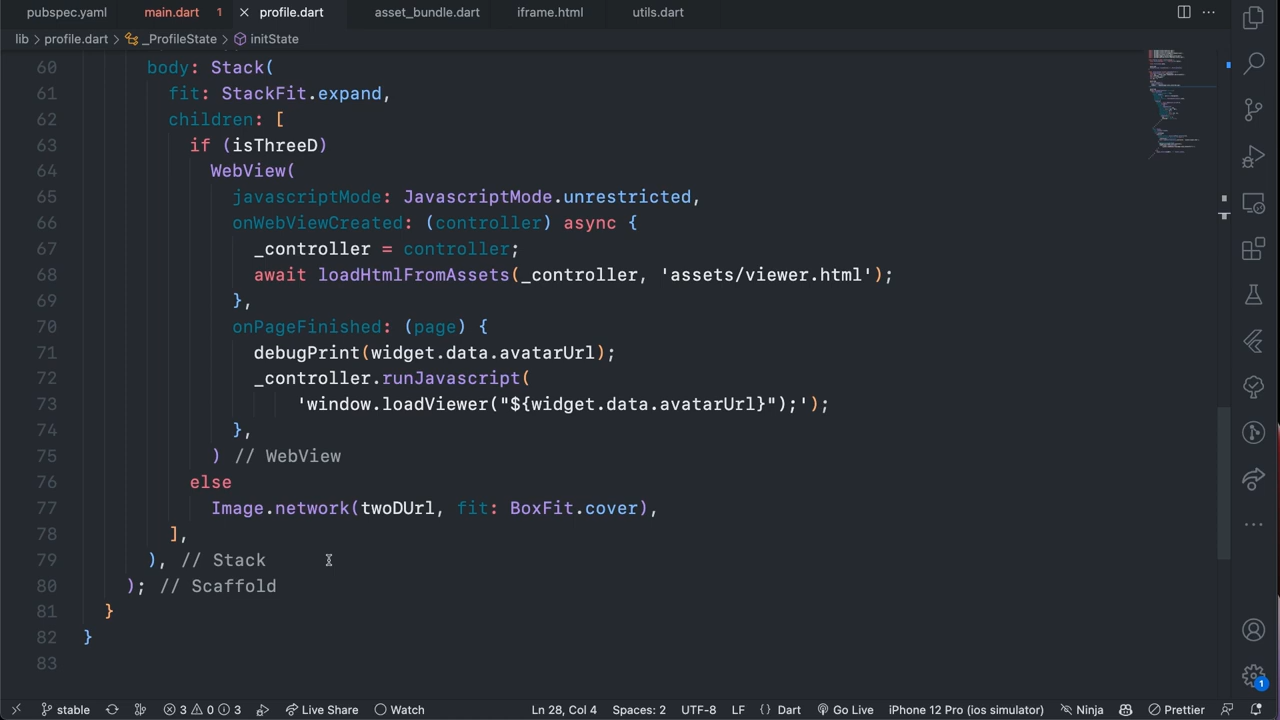 pubspec.yaml main.dart 1 profile.dart asset_bundle.dart iframe.html utils.dart
lib > profile.dart > _ProfileState > initState
60 body: Stack(
61 fit: StackFit.expand,
62 children: [
63 if (isThreeD)
64 WebView(
65 javascriptMode: JavascriptMode.unrestricted,
66 onWebViewCreated: (controller) async {
67 _controller = controller;
68 await loadHtmlFromAssets(_controller, 'assets/viewer.html');
69 },
70 onPageFinished: (page) {
71 debugPrint(widget.data.avatarUrl);
72 _controller.runJavascript(
73 'window.loadViewer("${widget.data.avatarUrl}");');
74 },
75 ) // WebView
76 else
77 Image.network(twoDUrl, fit: BoxFit.cover),
78 ],
79 ), // Stack
80 ); // Scaffold
81 }
82 }
83
stable 3 0 3 Live Share Watch Ln 28, Col 4 Spaces: 2 UTF-8 LF {} Dart Go Live iPhone 12 Pro (ios simulator) Ninja Prettier
1